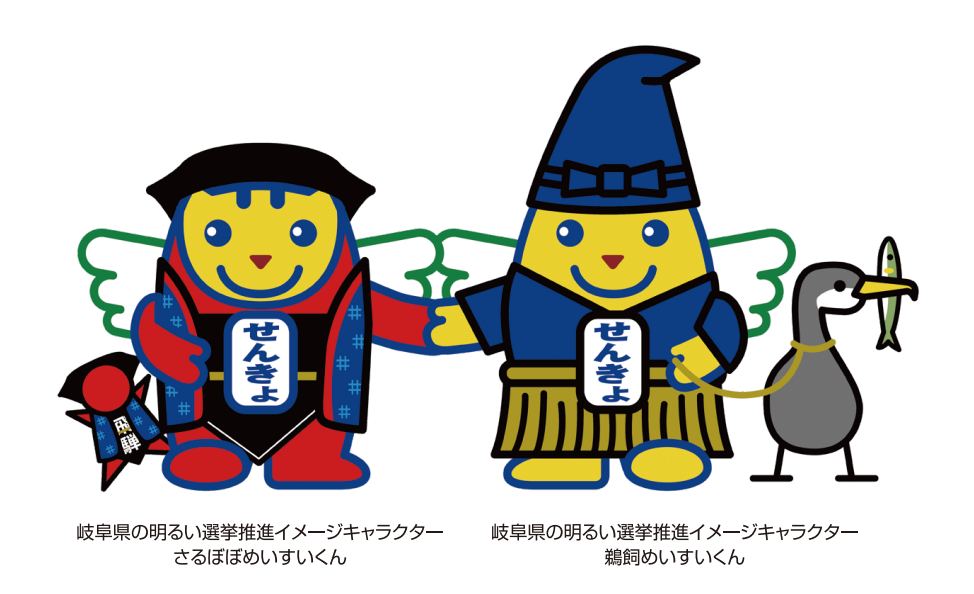 せんきょ
せんきょ
岐阜県の明るい選挙推進イメージキャラクター
さるぼぼめいすいくん
岐阜県の明るい選挙推進イメージキャラクター
鵜飼めいすいくん